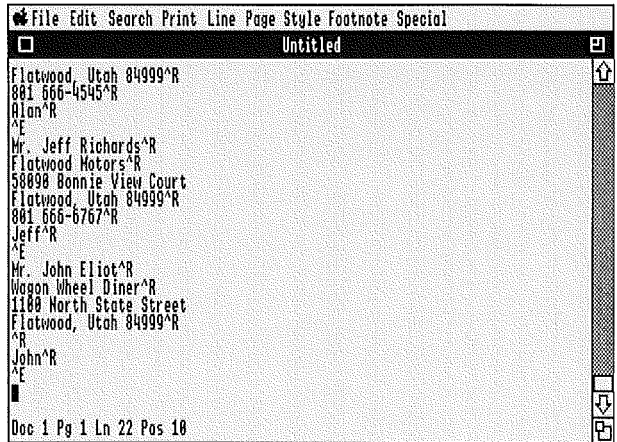 File Edit Search Print Line Page Style Footnote Special
Untitled
Flatwood, Utah 84999^R
801 666-4545^R
Alan^R
^E
Mr. Jeff Richards^R
Flatwood Motors^R
58090 Bonnie View Court
Flatwood, Utah 84999^R
801 666-6767^R
Jeff^R
^E
Mr. John Eliot^R
Wagon Wheel Diner^R
1100 North State Street
Flatwood, Utah 84999^R
^R
John^R
^E
Doc 1 Pg 1 Ln 22 Pos 10